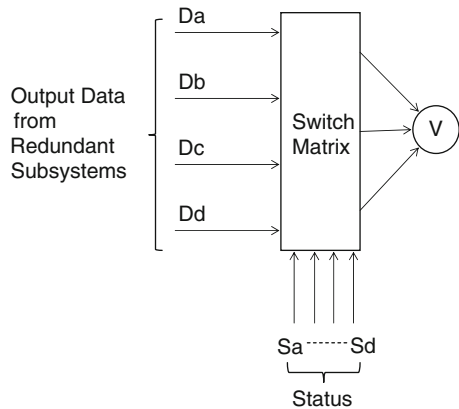 Da
Db
Dc
Dd
Output Data
from
Redundant
Subsystems
Switch
Matrix
V
Sa Sd
Status